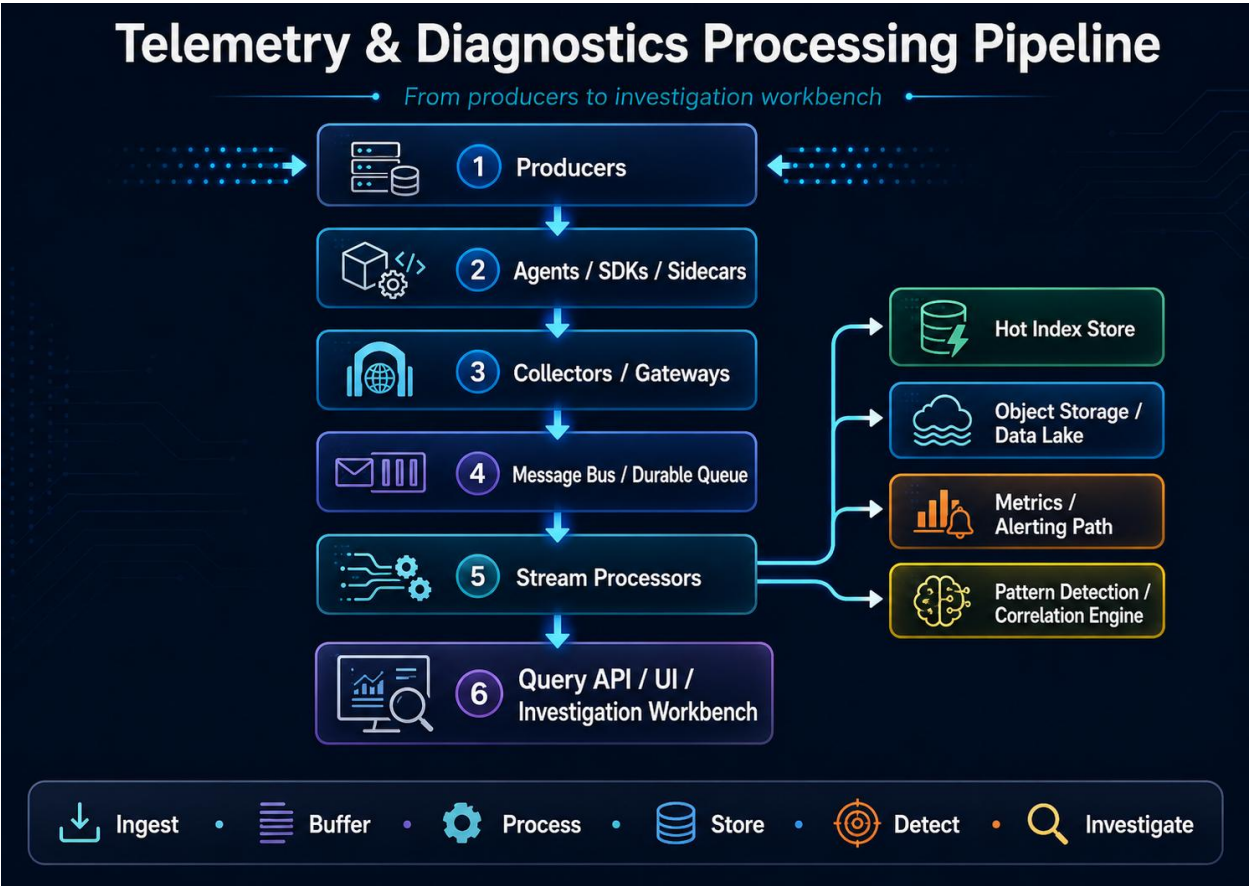 Telemetry & Diagnostics Processing Pipeline
From producers to investigation workbench
1 Producers
2 Agents / SDKs / Sidecars
3 Collectors / Gateways
4 Message Bus / Durable Queue
5 Stream Processors
6 Query API / UI /
Investigation Workbench
Hot Index Store
Object Storage /
Data Lake
Metrics /
Alerting Path
Pattern Detection /
Correlation Engine
Ingest • Buffer • Process • Store • Detect • Investigate